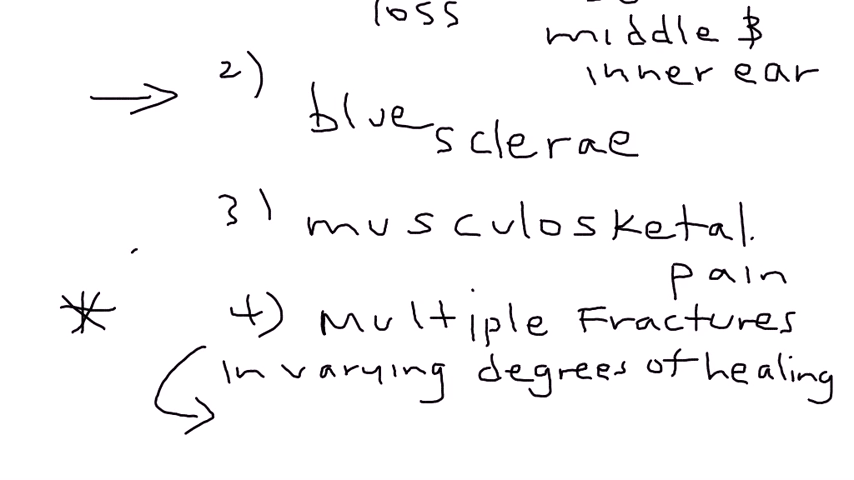 loss
middle $
inner ear
2)
blue
sclerae
3) musculosketal.
pain
4) Multiple Fractures
in varying degrees of healing